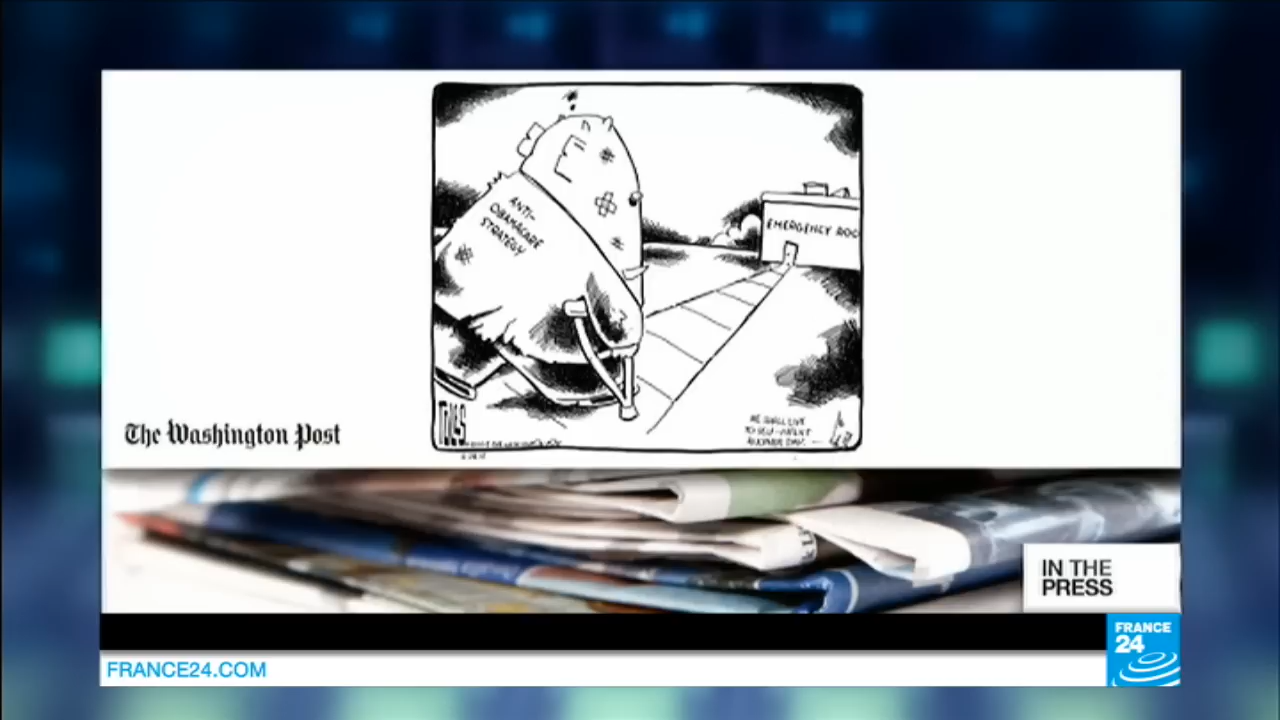 ANTI-
OBAMACARE
STRATEGY
EMERGENCY ROO
WE SHALL LIVE
TO SELF-INFLICT
ANOTHER DAY.
TOLES
The Washington Post
IN THE
PRESS
FRANCE
24
FRANCE24.COM